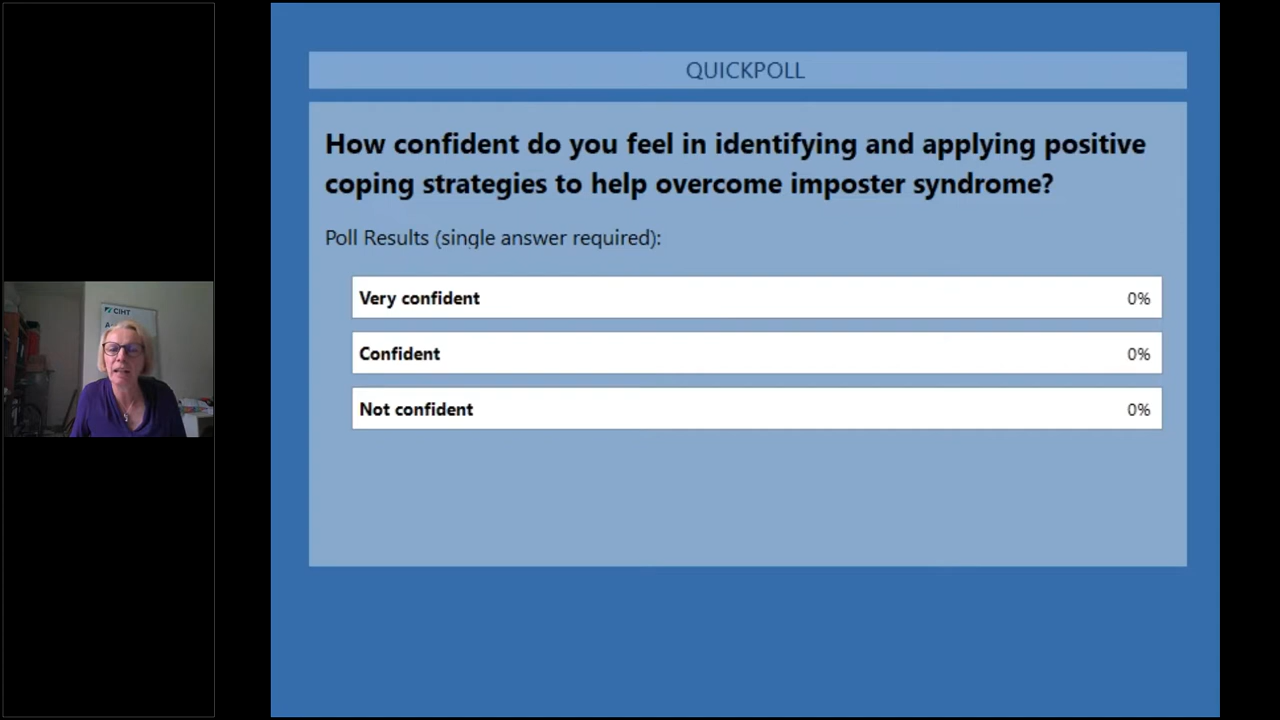 QUICKPOLL
How confident do you feel in identifying and applying positive
coping strategies to help overcome imposter syndrome?
Poll Results (single answer required):
Very confident 0%
Confident 0%
Not confident 0%
CIHT